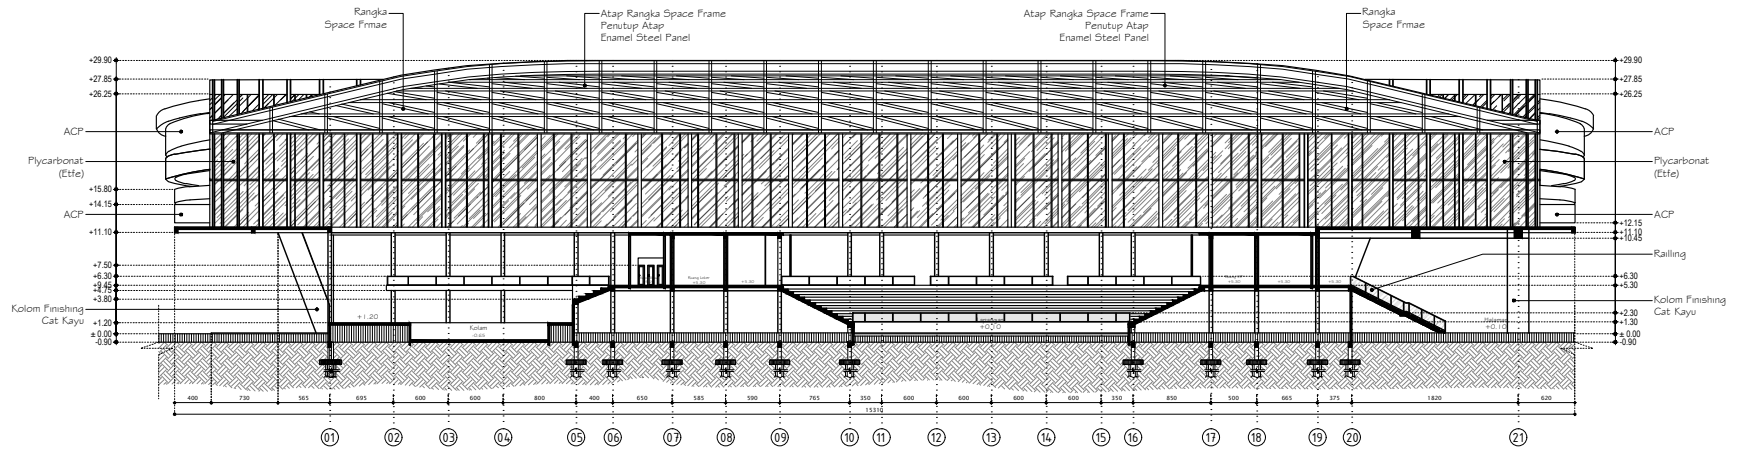 Rangka
Space Frmae
Atap Rangka Space Frame
Penutup Atap
Enamel Steel Panel
Atap Rangka Space Frame
Penutup Atap
Enamel Steel Panel
Rangka
Space Frmae
+29.90
+27.85
+26.25
ACP
Plycarbonat
(Etfe)
+15.80
+14.15
ACP
+11.10
+7.50
+6.30
+9.45
+4.75
+3.80
Kolom Finishing
Cat Kayu
+1.20
± 0.00
-0.90
+29.90
+27.85
+26.25
ACP
Plycarbonat
(Etfe)
ACP
+12.15
+11.10
+10.45
Railling
+6.30
+5.30
Kolom Finishing
Cat Kayu
+2.30
+1.30
± 0.00
-0.90
+1.20
Kolam
-0.65
+0.10
Halaman
+0.10
400 730 565 695 600 600 800 400 650 585 590 765 350 600 600 600 600 350 850 500 665 375 1820 620
15310
01 02 03 04 05 06 07 08 09 10 11 12 13 14 15 16 17 18 19 20 21